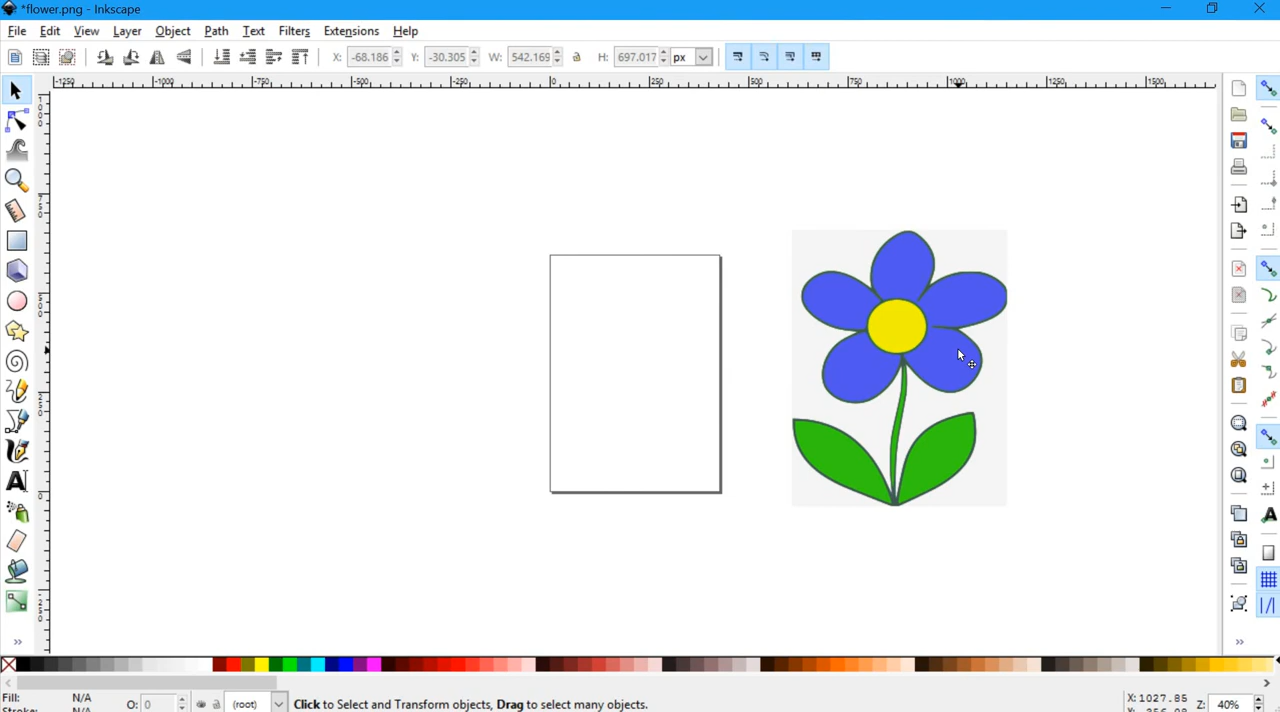 *flower.png - Inkscape
File Edit View Layer Object Path Text Filters Extensions Help
X: -68.186 Y: -30.305 W: 542.169 H: 697.017 px
-1250 -1000 -750 -500 -250 0 250 500 750 1000 1250 1500
Fill: N/A O: 0 (root) Click to Select and Transform objects, Drag to select many objects. X:1027.85 Z: 40%
Stroke: N/A